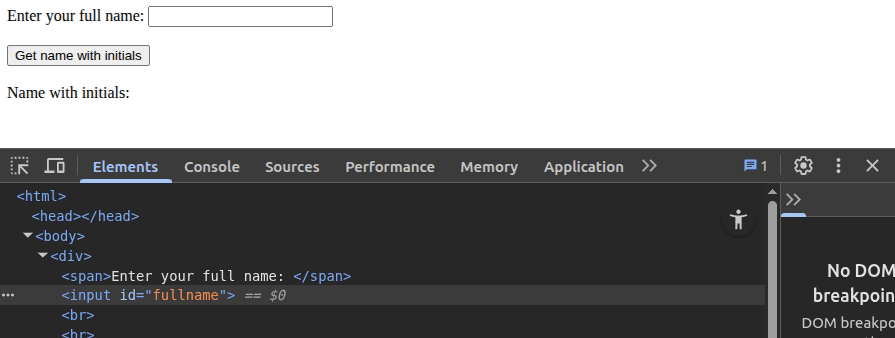 Enter your full name:
Get name with initials
Name with initials:
Elements Console Sources Performance Memory Application 1
<html>
<head></head>
<body>
<div>
<span>Enter your full name: </span>
<input id="fullname"> == $0
<br>
<br>
No DOM
breakpoin
DOM breakpo